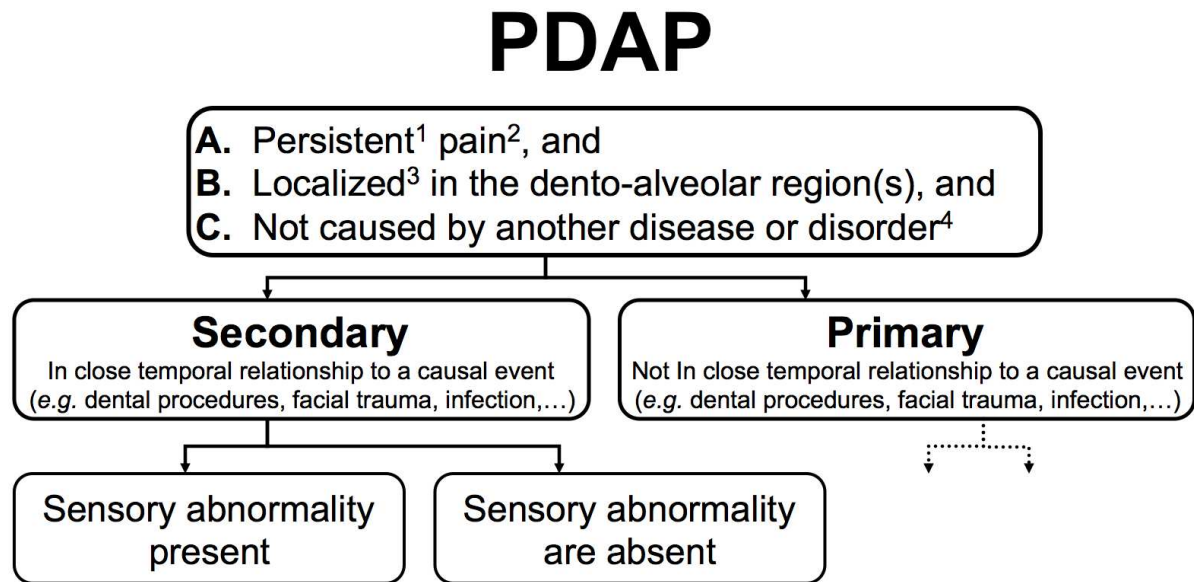 PDAP
A. Persistent¹ pain², and
B. Localized³ in the dento-alveolar region(s), and
C. Not caused by another disease or disorder⁴
Secondary
In close temporal relationship to a causal event
(e.g. dental procedures, facial trauma, infection,…)
Primary
Not In close temporal relationship to a causal event
(e.g. dental procedures, facial trauma, infection,…)
Sensory abnormality
present
Sensory abnormality
are absent